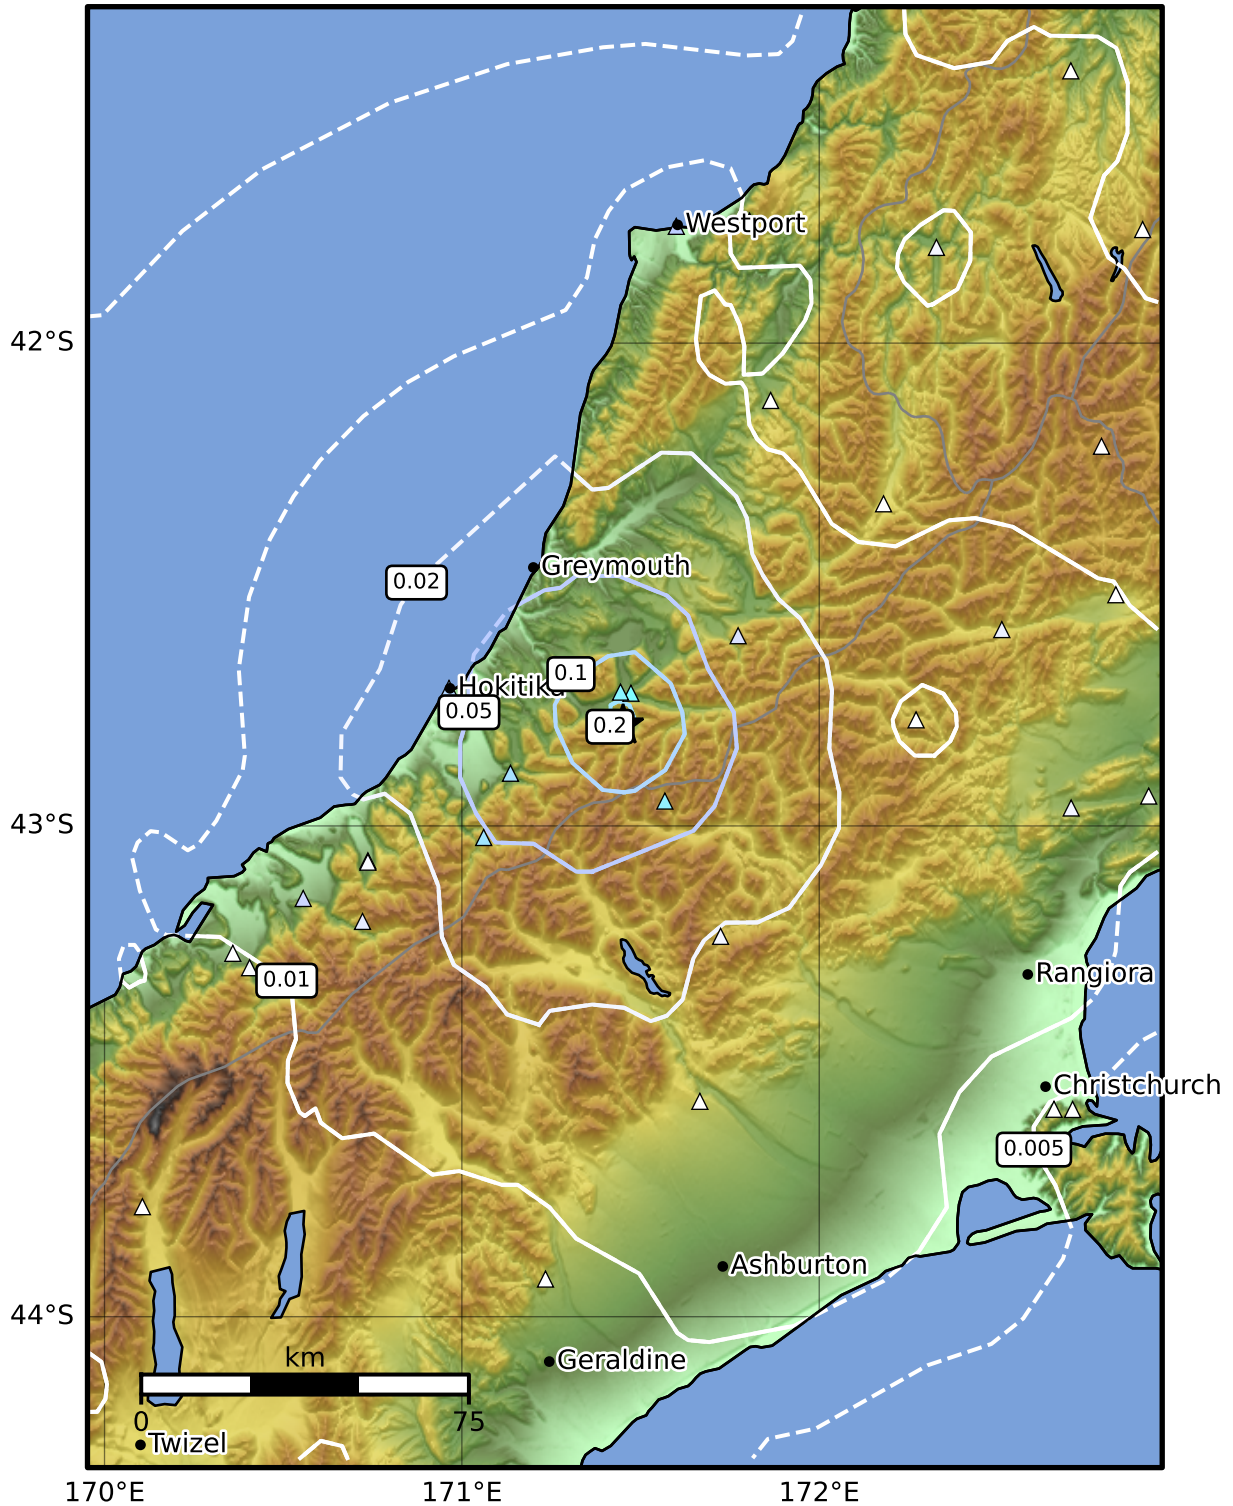 Westport
42°S
Greymouth
0.02
0.1
Hokitika
0.05
0.2
43°S
Rangiora
0.01
Christchurch
0.005
Ashburton
44°S
km
Geraldine
0
75
Twizel
170°E
171°E
172°E